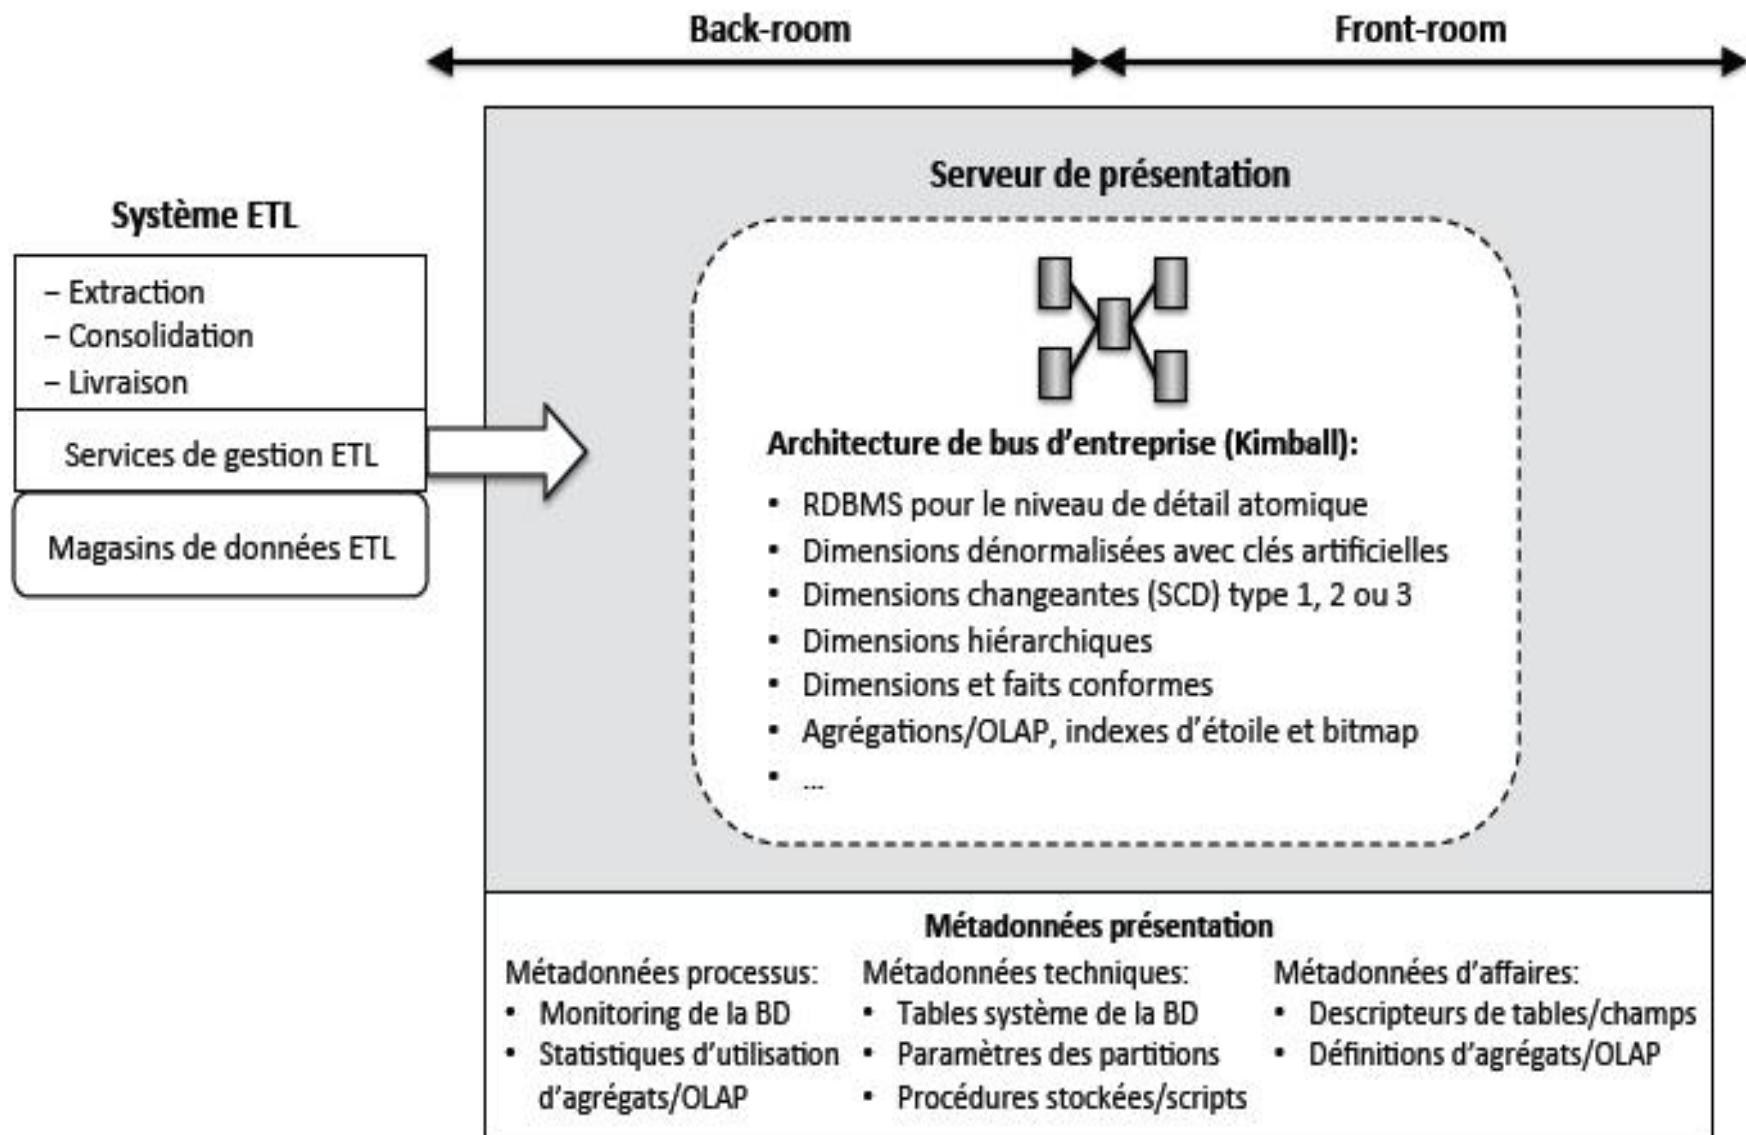 Back-room
Front-room
Serveur de présentation
Système ETL
– Extraction
– Consolidation
– Livraison
Services de gestion ETL
Magasins de données ETL
Architecture de bus d'entreprise (Kimball):
• RDBMS pour le niveau de détail atomique
• Dimensions dénormalisées avec clés artificielles
• Dimensions changeantes (SCD) type 1, 2 ou 3
• Dimensions hiérarchiques
• Dimensions et faits conformes
• Agrégations/OLAP, indexes d'étoile et bitmap
• ...
Métadonnées présentation
Métadonnées processus:
• Monitoring de la BD
• Statistiques d'utilisation
d'agrégats/OLAP
Métadonnées techniques:
• Tables système de la BD
• Paramètres des partitions
• Procédures stockées/scripts
Métadonnées d'affaires:
• Descripteurs de tables/champs
• Définitions d'agrégats/OLAP